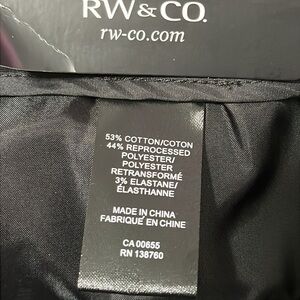 RW&CO.
rw-co.com
53% COTTON/COTON
44% REPROCESSED
POLYESTER/
POLYESTER
RETRANSFORMÉ
3% ELASTANE/
ÉLASTHANNE
MADE IN CHINA
FABRIQUÉ EN CHINE
CA 00655
RN 138760